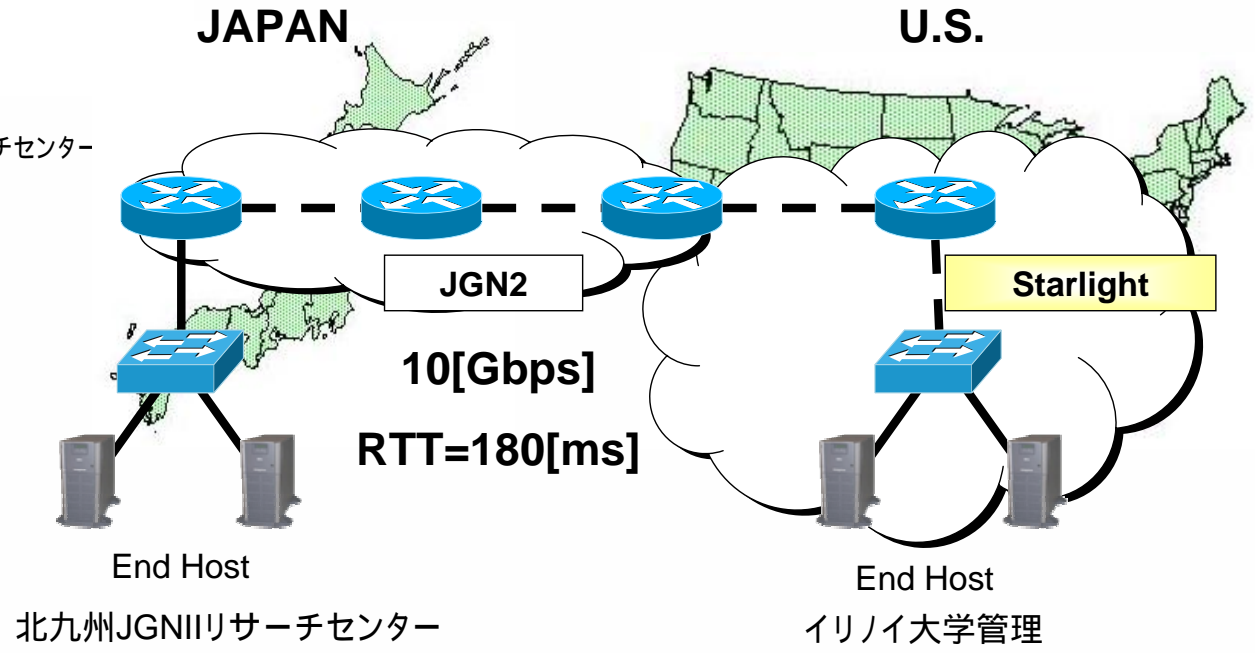 JAPAN
U.S.
チセンター
JGN2
Starlight
10[Gbps]
RTT=180[ms]
End Host
End Host
北九州JGNIIリサーチセンター
イリノイ大学管理